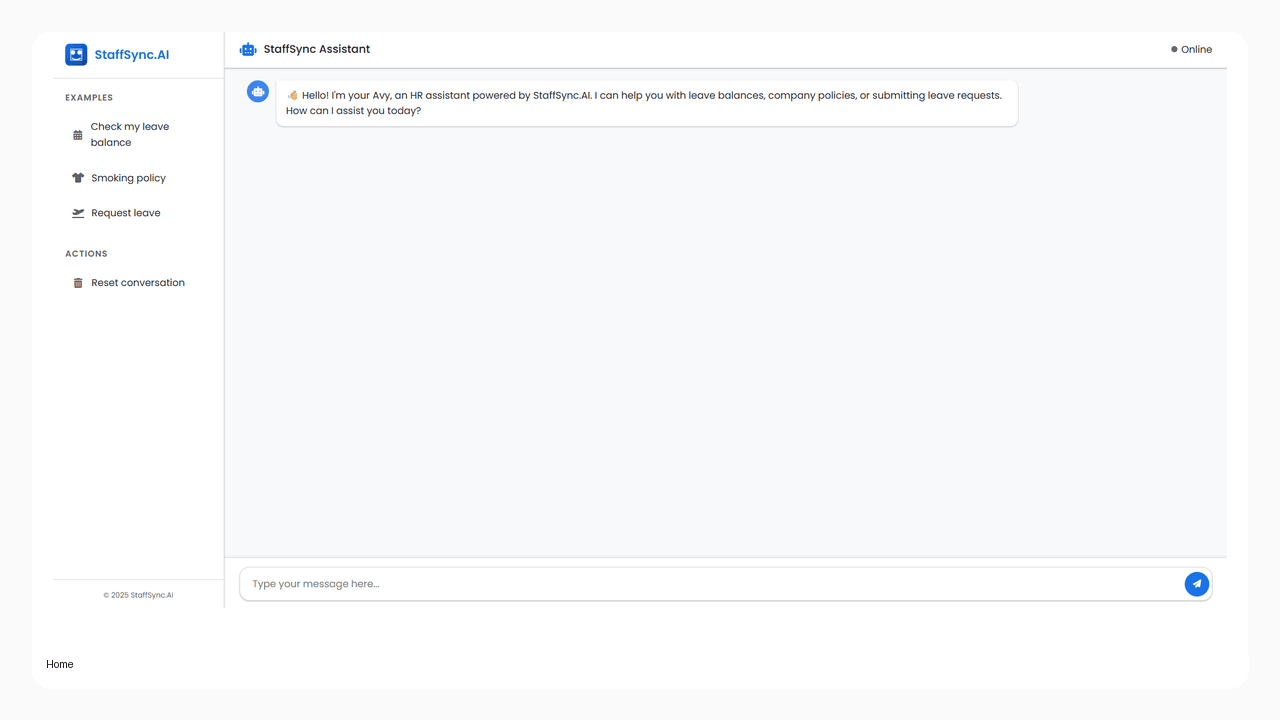 StaffSync.AI
EXAMPLES
Check my leave
balance
Smoking policy
Request leave
ACTIONS
Reset conversation
© 2025 StaffSync.AI
StaffSync Assistant
Online
Hello! I'm your Avy, an HR assistant powered by StaffSync.AI. I can help you with leave balances, company policies, or submitting leave requests.
How can I assist you today?
Type your message here...
Home